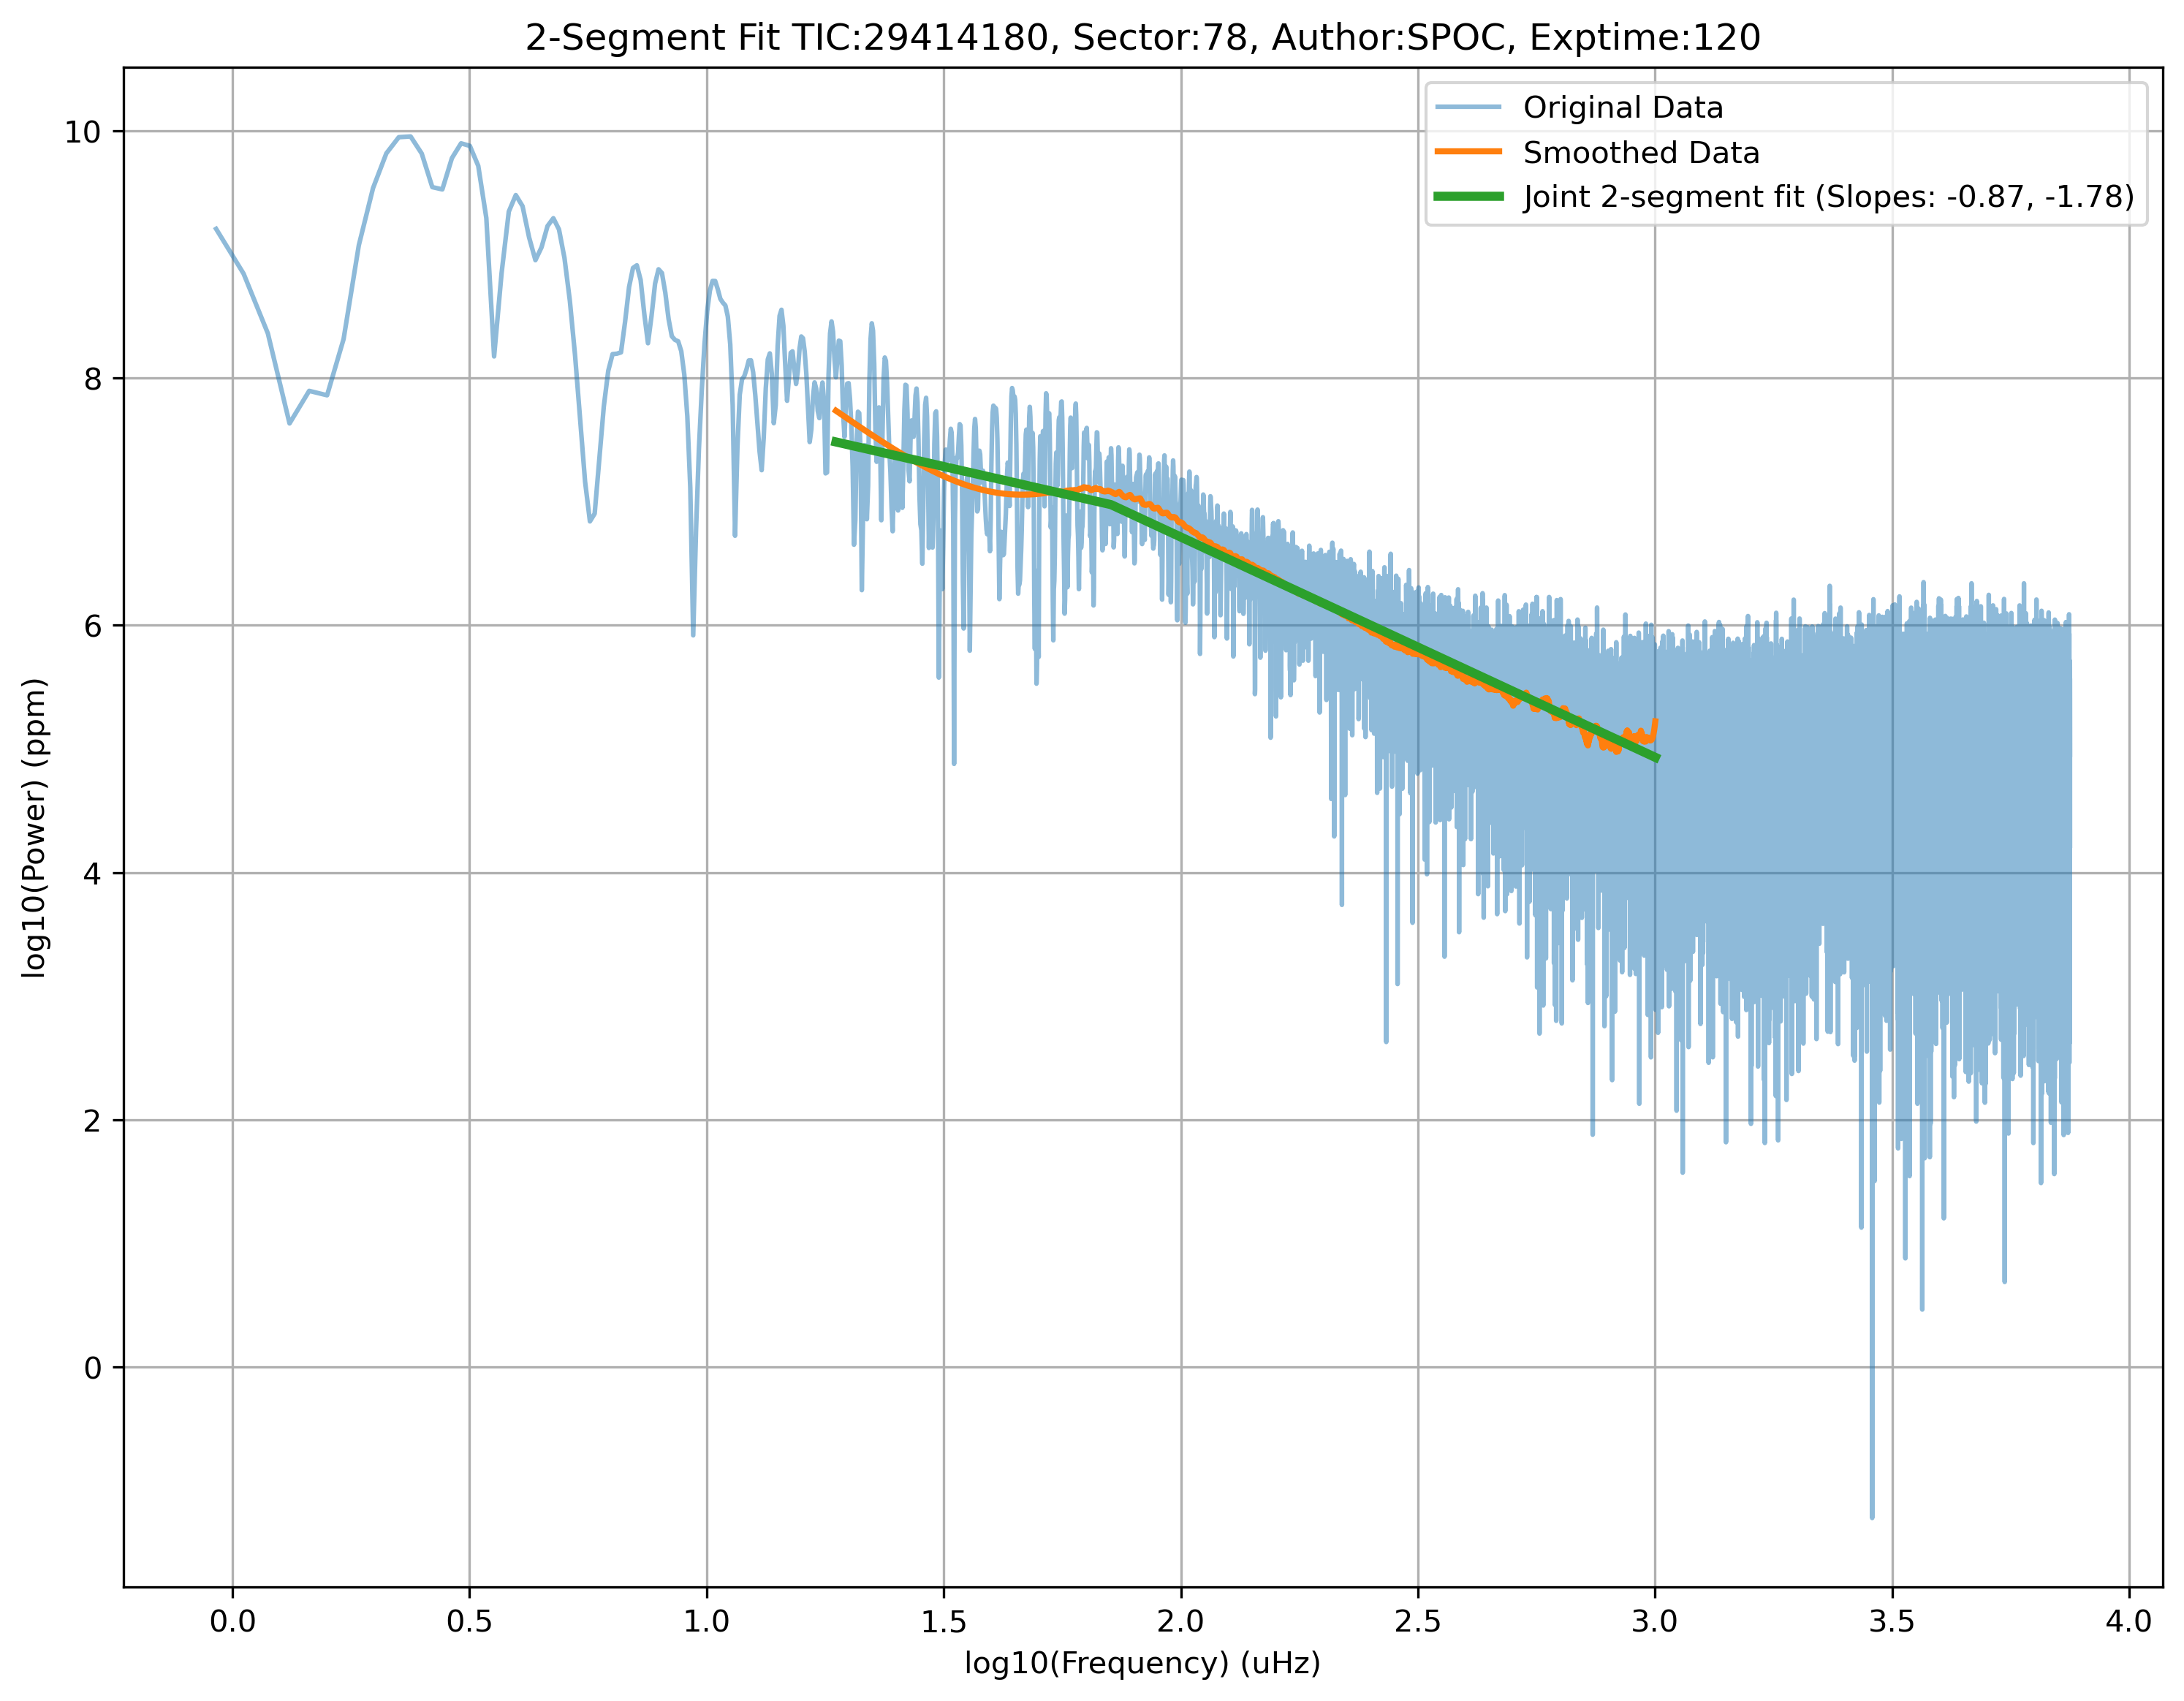 2-Segment Fit TIC:29414180, Sector:78, Author:SPOC, Exptime:120
Original Data
Smoothed Data
Joint 2-segment fit (Slopes: -0.87, -1.78)
log10(Power) (ppm)
10
8
6
4
2
0
0.0 0.5 1.0 1.5 2.0 2.5 3.0 3.5 4.0
log10(Frequency) (uHz)